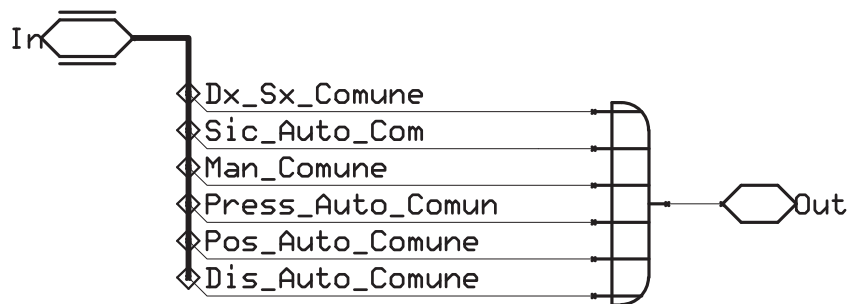 In
Dx_Sx_Comune
Sic_Auto_Com
Man_Comune
Press_Auto_Comun
Pos_Auto_Comune
Dis_Auto_Comune
Out